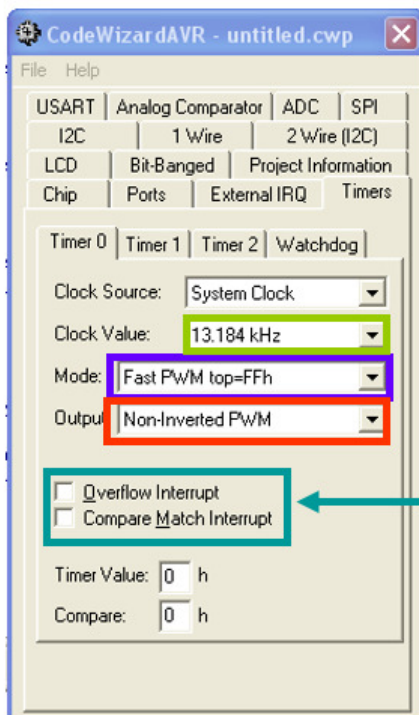 CodeWizardAVR - untitled.cwp
File Help
USART Analog Comparator ADC SPI
I2C 1 Wire 2 Wire (I2C)
LCD Bit-Banged Project Information
Chip Ports External IRQ Timers
Timer 0 Timer 1 Timer 2 Watchdog
Clock Source: System Clock
Clock Value: 13.184 kHz
Mode: Fast PWM top=FFh
Output Non-Inverted PWM
Overflow Interrupt
Compare Match Interrupt
Timer Value: 0 h
Compare: 0 h